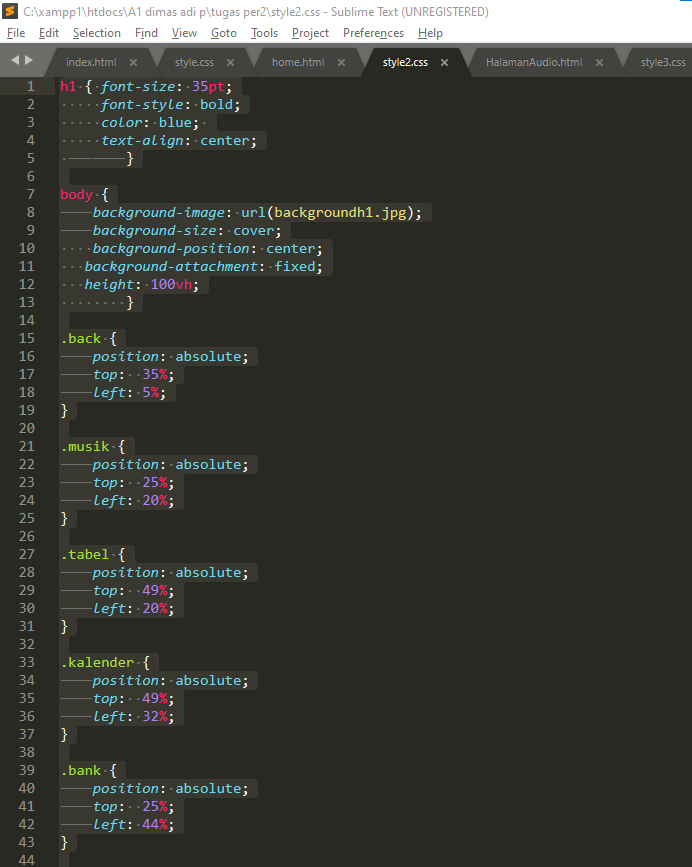 C:\xampp1\htdocs\A1 dimas adi p\tugas per2\style2.css - Sublime Text (UNREGISTERED)
File Edit Selection Find View Goto Tools Project Preferences Help
index.html × style.css × home.html × style2.css × HalamanAudio.html × style3.css
1 h1 { font-size: 35pt;
2 font-style: bold;
3 color: blue;
4 text-align: center;
5 }
6
7 body {
8 background-image: url(backgroundh1.jpg);
9 background-size: cover;
10 background-position: center;
11 background-attachment: fixed;
12 height: 100vh;
13 }
14
15 .back {
16 position: absolute;
17 top: 35%;
18 left: 5%;
19 }
20
21 .musik {
22 position: absolute;
23 top: 25%;
24 left: 20%;
25 }
26
27 .tabel {
28 position: absolute;
29 top: 49%;
30 left: 20%;
31 }
32
33 .kalender {
34 position: absolute;
35 top: 49%;
36 left: 32%;
37 }
38
39 .bank {
40 position: absolute;
41 top: 25%;
42 left: 44%;
43 }
44